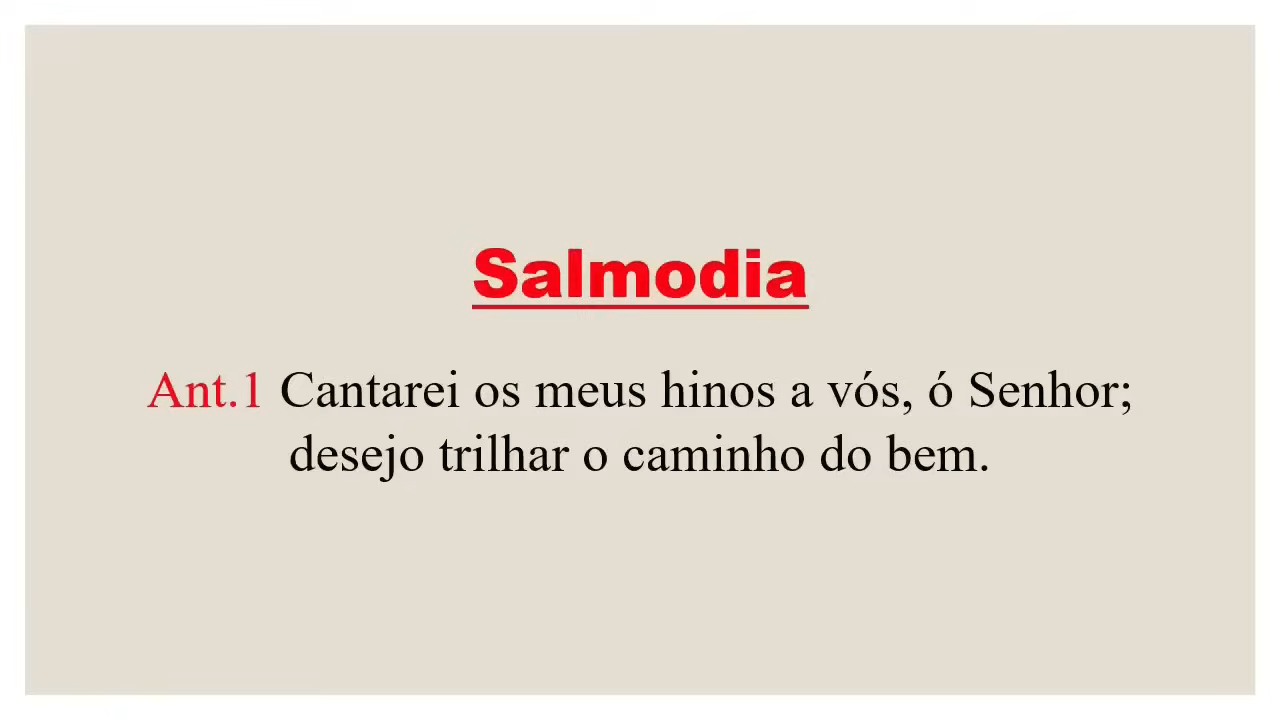 Salmodia
Ant.1 Cantarei os meus hinos a vós, ó Senhor;
desejo trilhar o caminho do bem.